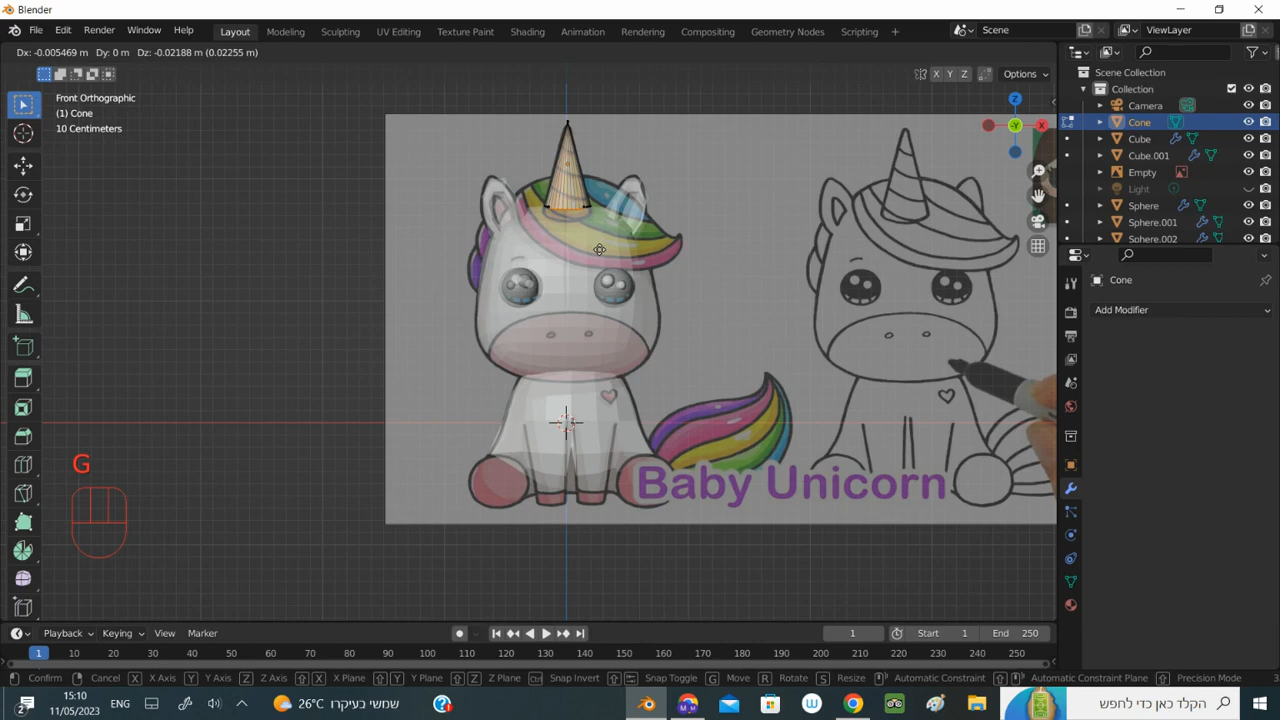 Blender
File Edit Render Window Help Layout Modeling Sculpting UV Editing Texture Paint Shading Animation Rendering Compositing Geometry Nodes Scripting + Scene ViewLayer
Dx: -0.005469 m Dy: 0 m Dz: -0.02188 m (0.02255 m)
X Y Z Options
Front Orthographic
(1) Cone
10 Centimeters
Z
-Y
X
Scene Collection
Collection
Camera
Cone
Cube
Cube.001
Empty
Light
Sphere
Sphere.001
Sphere.002
Cone
Add Modifier
G
Baby Unicorn
Playback Keying View Marker 1 Start 1 End 250
1 10 20 30 40 50 60 70 80 90 100 110 120 130 140 150 160 170 180 190 200 210 220 230 240 250
Confirm Cancel X X Axis Y Y Axis Z Z Axis X X Plane Y Y Plane Z Z Plane Ctrl Snap Invert Snap Toggle G Move R Rotate S Resize Automatic Constraint Automatic Constraint Plane Precision Mode
2 15:10 11/05/2023 ENG 26°C שמשי בעיקרו הקלד כאן כדי לחפש